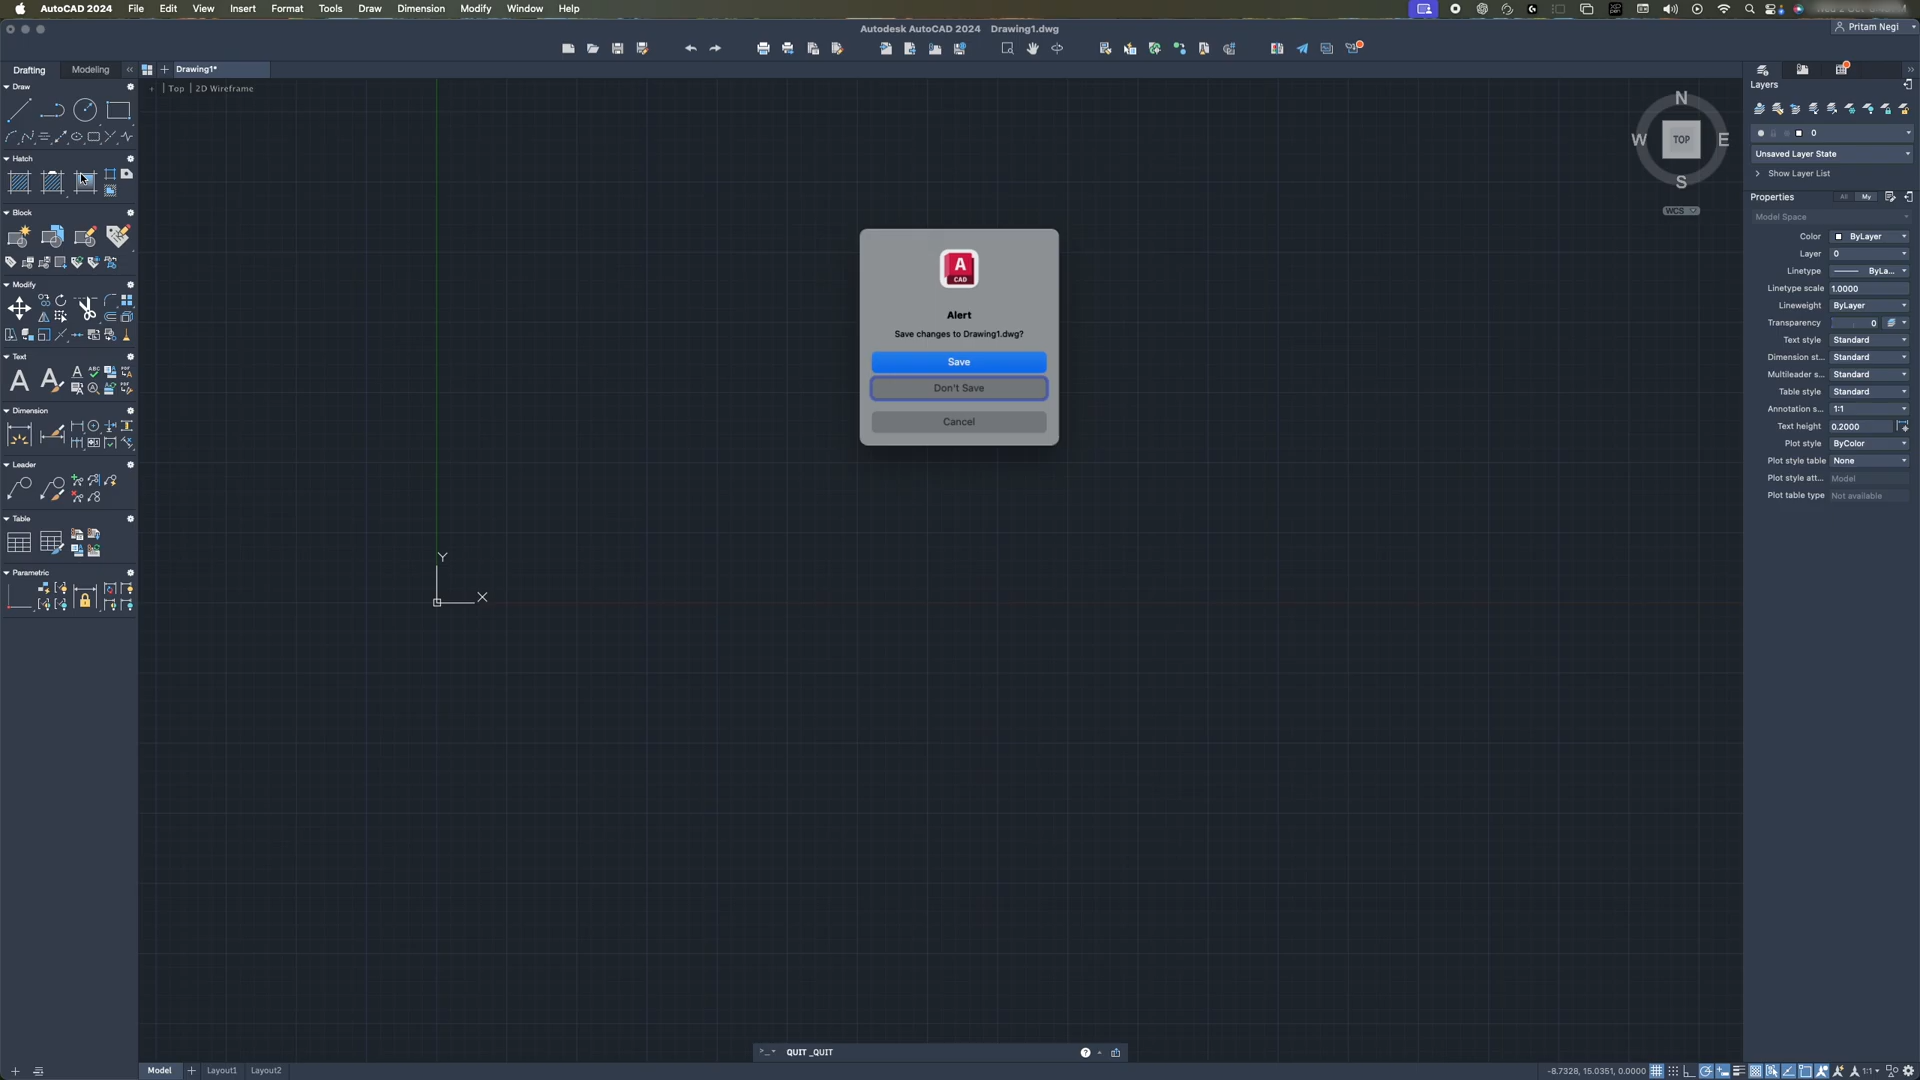 AutoCAD 2024 File Edit View Insert Format Tools Draw Dimension Modify Window Help
Autodesk AutoCAD 2024 Drawing1.dwg
Pritam Negi
Drafting Modeling
Drawing1*
+ | Top | 2D Wireframe
Draw
Hatch
Block
Modify
Text
Dimension
Leader
Table
Parametric
N
W TOP E
S
WCS
A
CAD
Alert
Save changes to Drawing1.dwg?
Save
Don't Save
Cancel
Y
X
Layers
0
Unsaved Layer State
Show Layer List
Properties All My
Model Space
Color ByLayer
Layer 0
Linetype ByLa...
Linetype scale 1.0000
Lineweight ByLayer
Transparency 0
Text style Standard
Dimension st... Standard
Multileader s... Standard
Table style Standard
Annotation s... 1:1
Text height 0.2000
Plot style ByColor
Plot style table None
Plot style att... Model
Plot table type Not available
>_ QUIT _QUIT
Model Layout1 Layout2
-8.7328, 15.0351, 0.0000 1:1